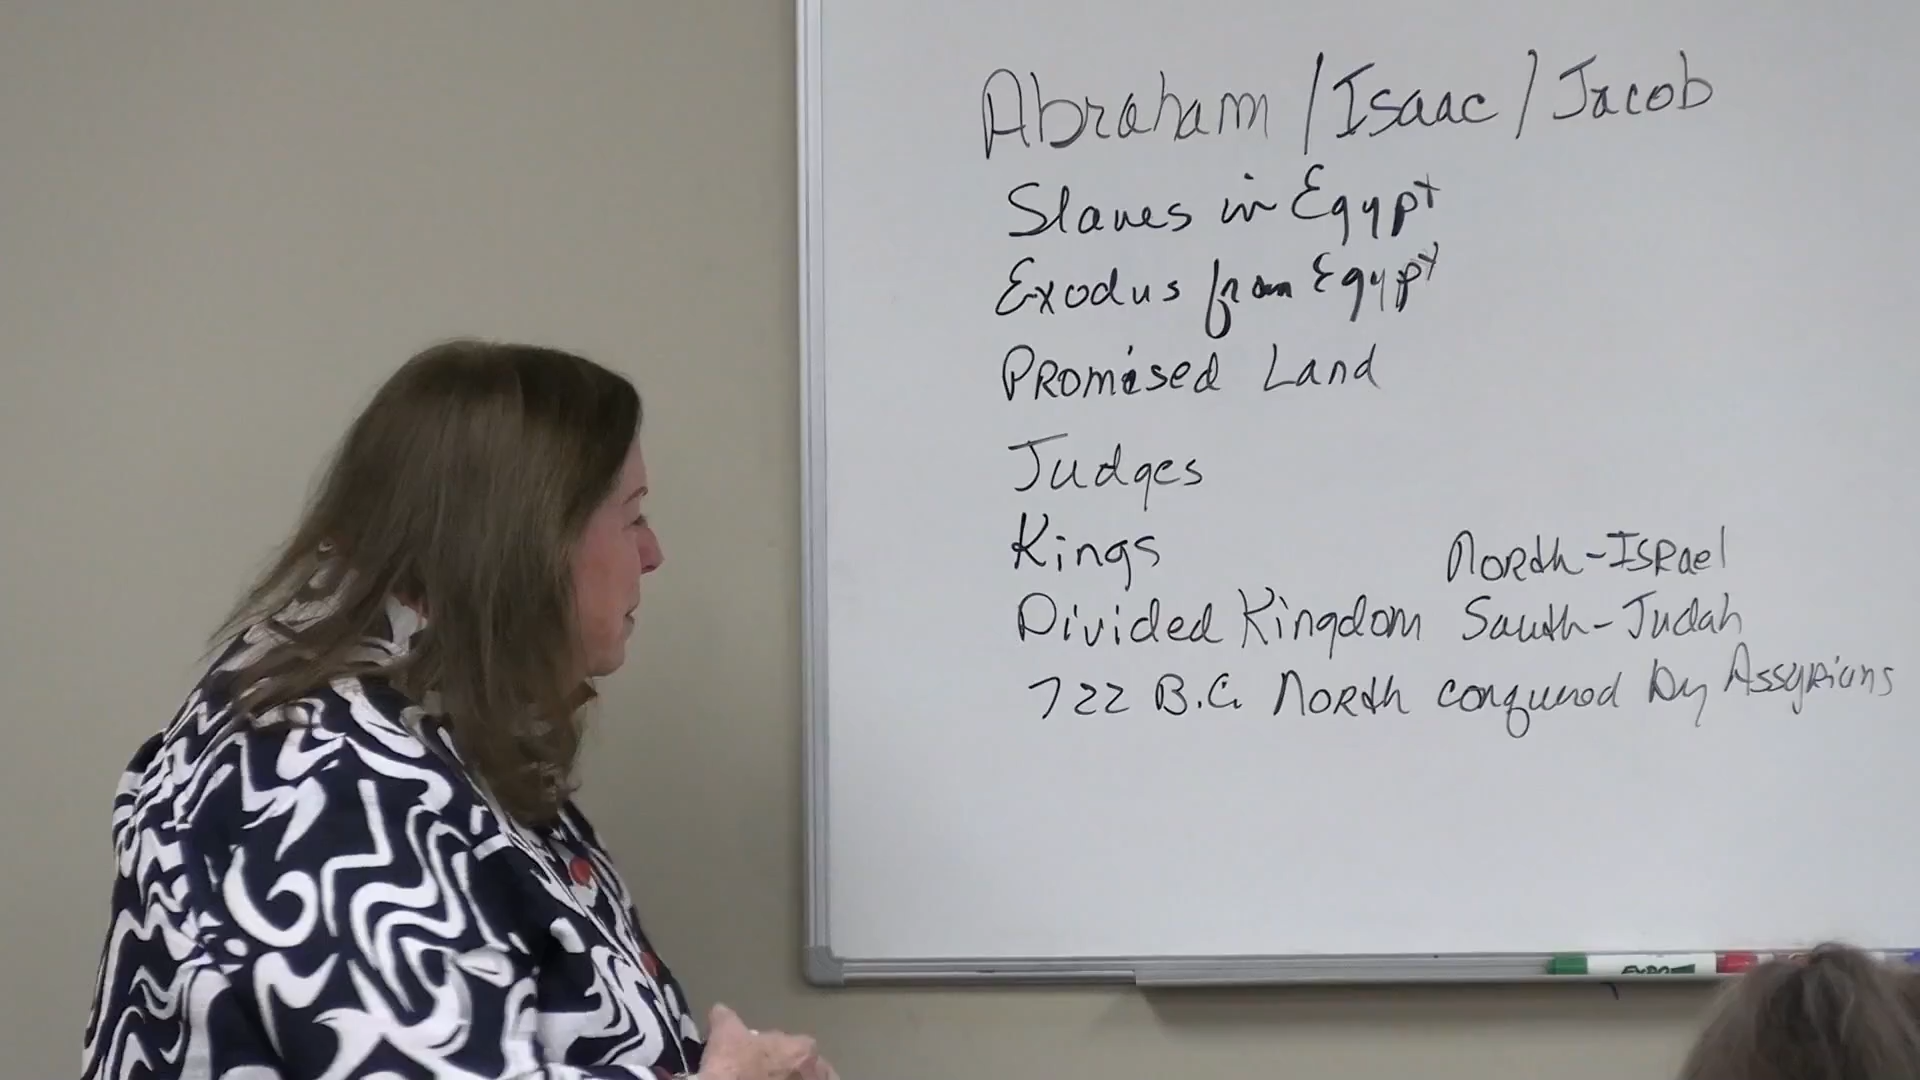 Abraham / Isaac / Jacob
Slaves in Egypt
Exodus from Egypt
Promised Land
Judges
Kings
North - Israel
Divided Kingdom South - Judah
722 B.C. North conquered by Assyrians
EXPO